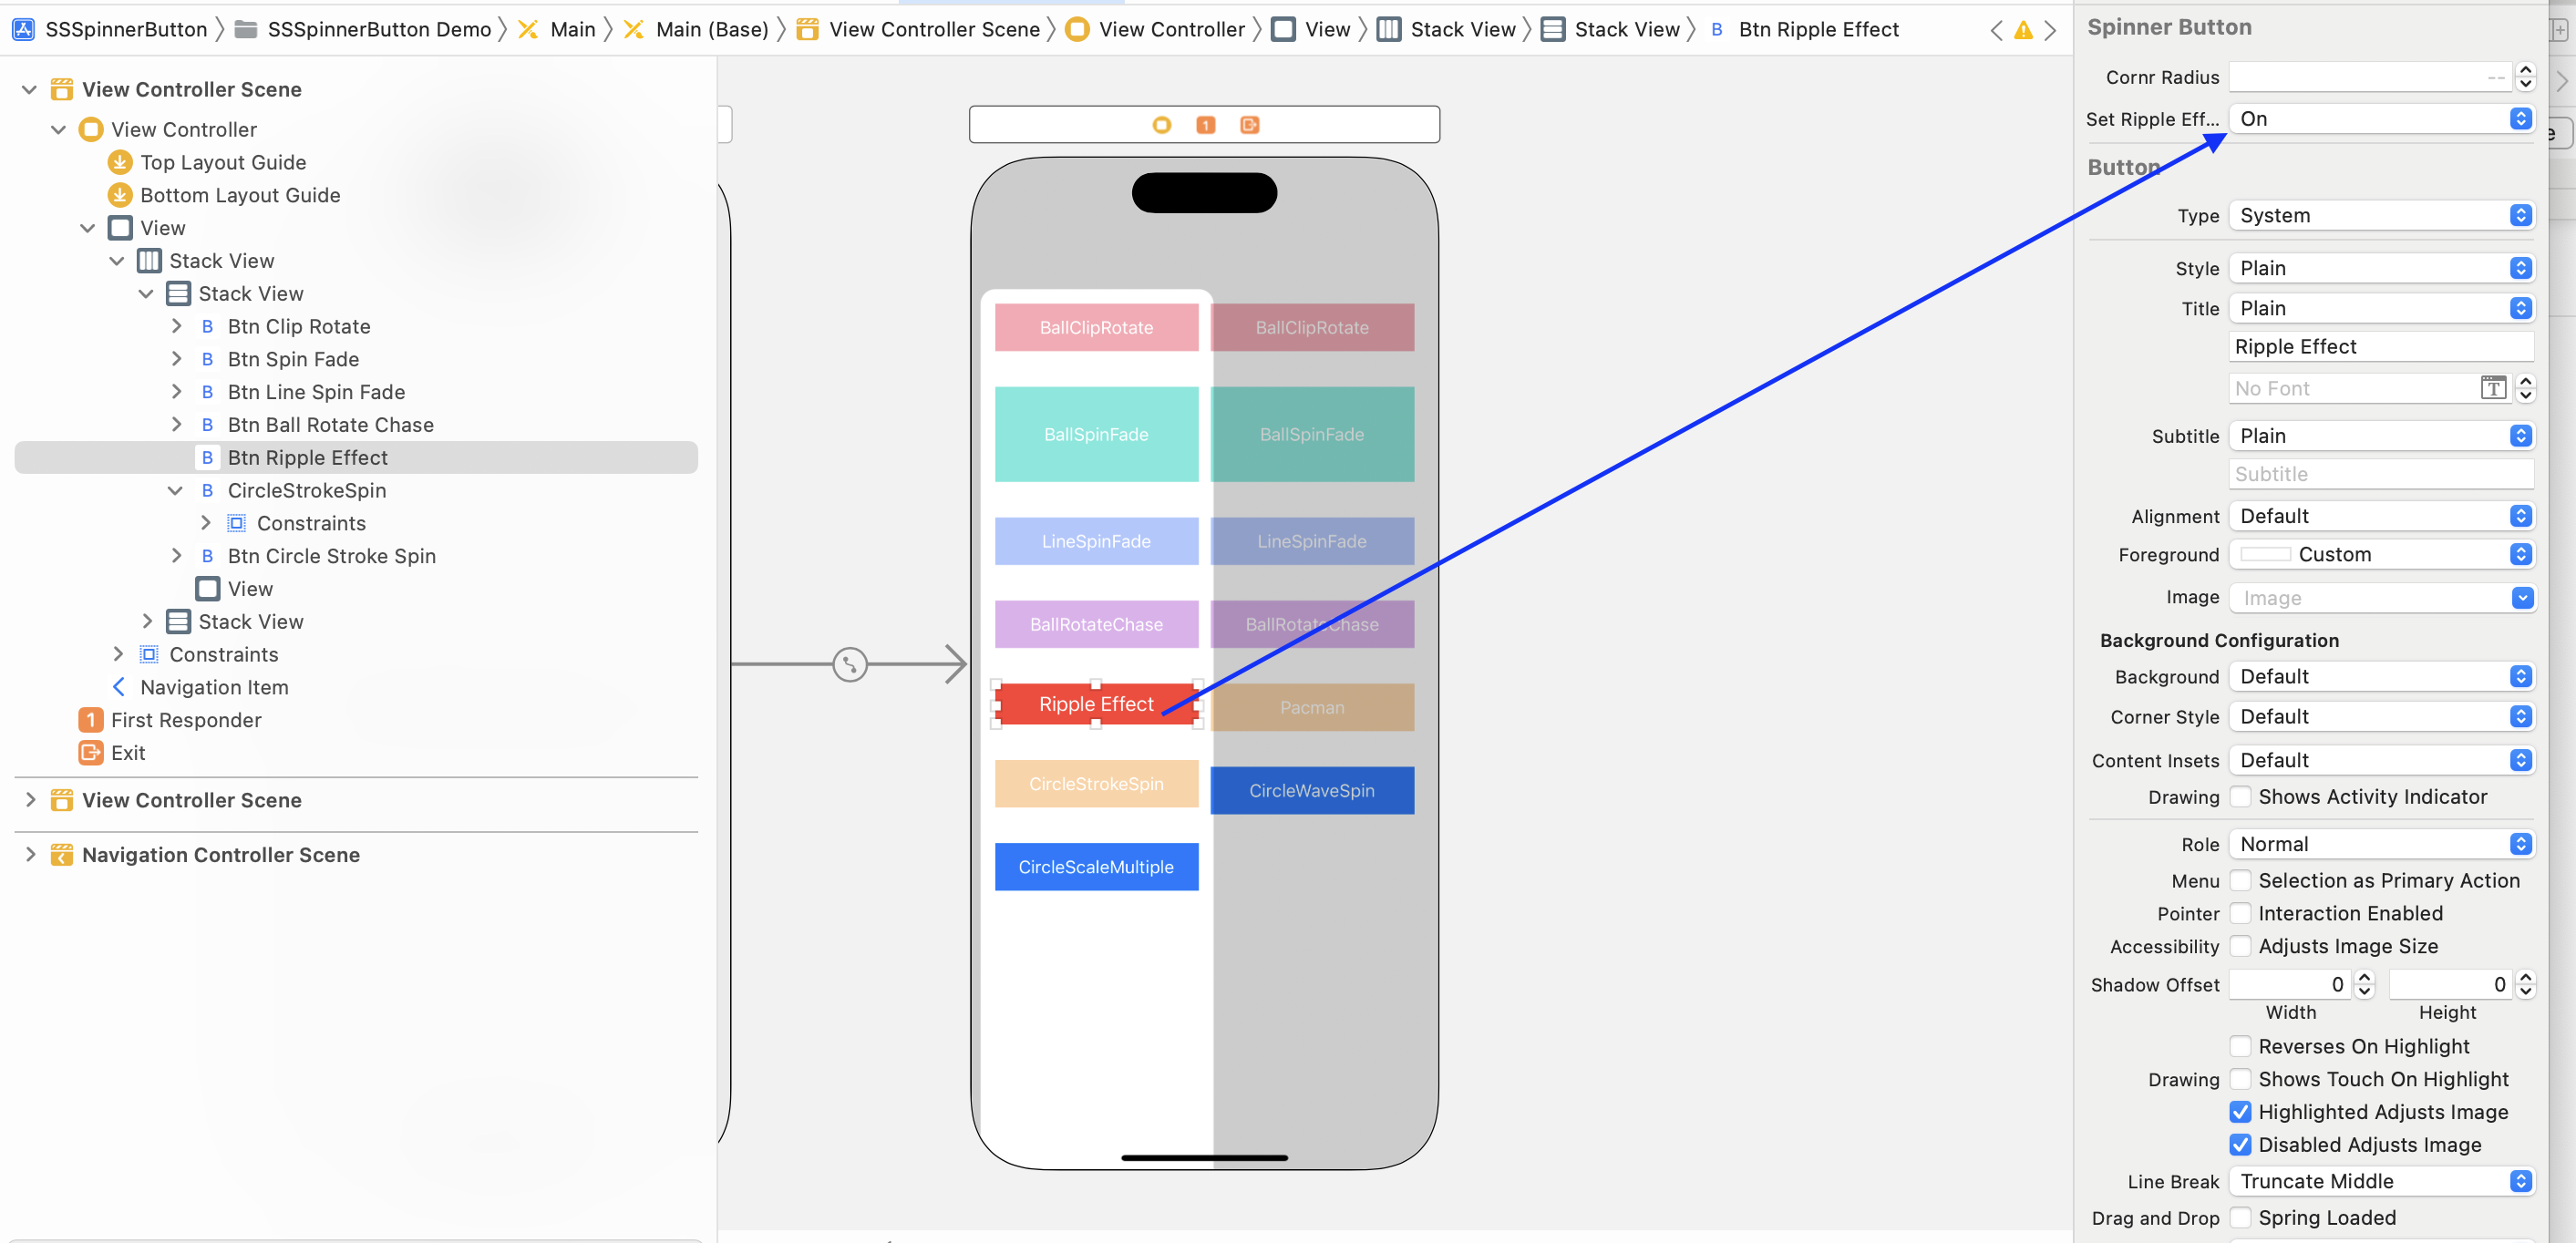 SSSpinnerButton SSSpinnerButton Demo Main Main (Base) View Controller Scene View Controller View Stack View Stack View B Btn Ripple Effect
View Controller Scene
View Controller
Top Layout Guide
Bottom Layout Guide
View
Stack View
Stack View
B Btn Clip Rotate
B Btn Spin Fade
B Btn Line Spin Fade
B Btn Ball Rotate Chase
B Btn Ripple Effect
B CircleStrokeSpin
Constraints
B Btn Circle Stroke Spin
View
Stack View
Constraints
Navigation Item
1 First Responder
Exit
View Controller Scene
Navigation Controller Scene
1
BallClipRotate BallClipRotate
BallSpinFade BallSpinFade
LineSpinFade LineSpinFade
BallRotateChase BallRotateChase
Ripple Effect Pacman
CircleStrokeSpin CircleWaveSpin
CircleScaleMultiple
Spinner Button
Cornr Radius --
Set Ripple Eff... On
e
Button
Type System
Style Plain
Title Plain
Ripple Effect
No Font T
Subtitle Plain
Subtitle
Alignment Default
Foreground Custom
Image Image
Background Configuration
Background Default
Corner Style Default
Content Insets Default
Drawing Shows Activity Indicator
Role Normal
Menu Selection as Primary Action
Pointer Interaction Enabled
Accessibility Adjusts Image Size
Shadow Offset 0 0
Width Height
Reverses On Highlight
Drawing Shows Touch On Highlight
Highlighted Adjusts Image
Disabled Adjusts Image
Line Break Truncate Middle
Drag and Drop Spring Loaded